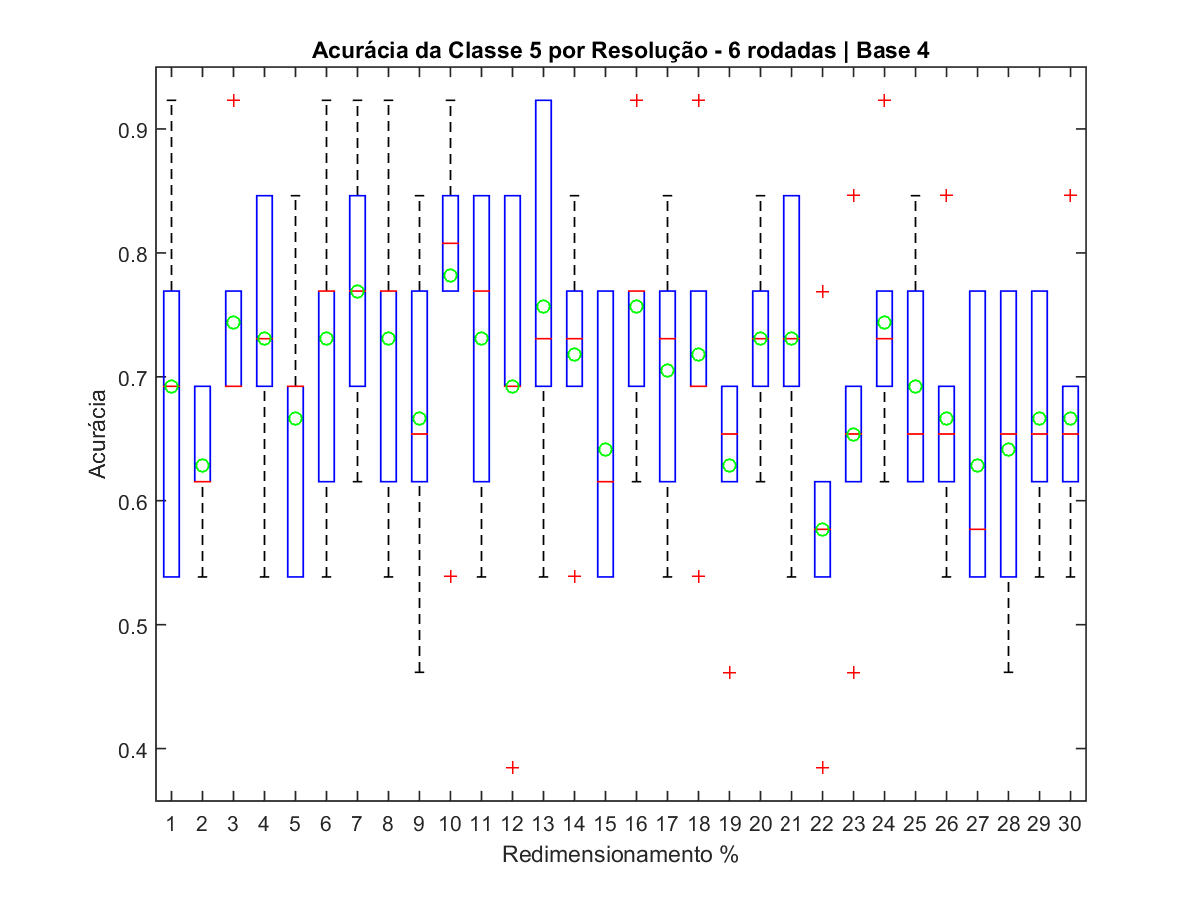 Acurácia da Classe 5 por Resolução - 6 rodadas | Base 4
0.9
0.8
0.7
0.6
0.5
0.4
Acurácia
1 2 3 4 5 6 7 8 9 10 11 12 13 14 15 16 17 18 19 20 21 22 23 24 25 26 27 28 29 30
Redimensionamento %